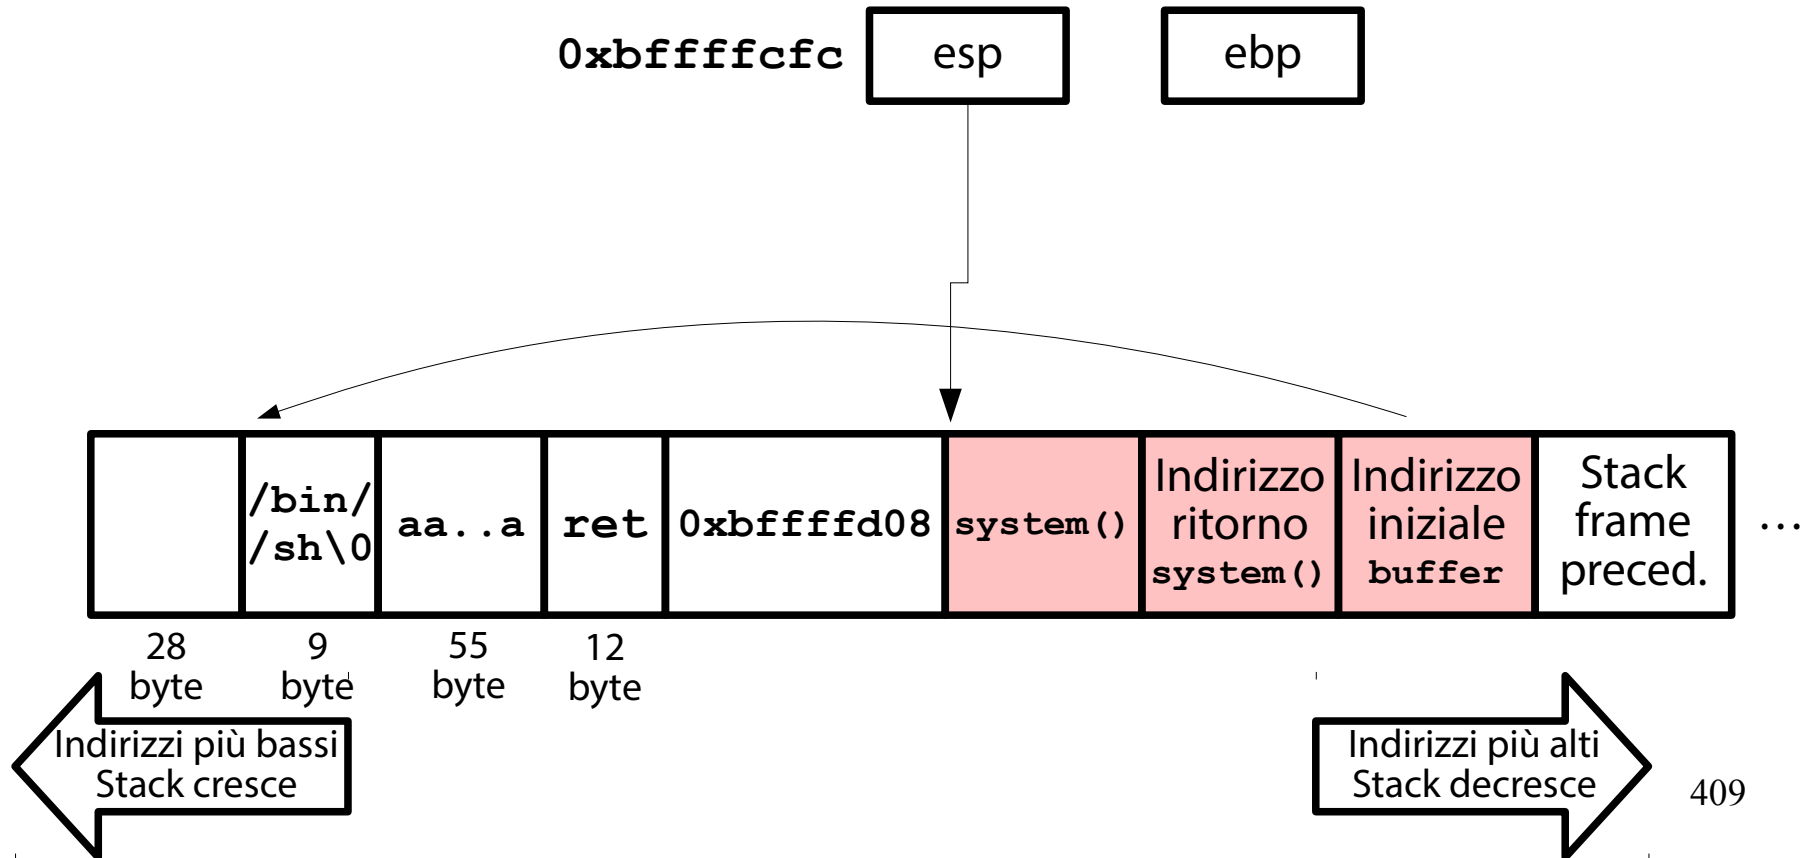 0xbffffcfc
esp
ebp
/bin/
/sh\0
aa..a
ret
0xbffffd08
system()
Indirizzo
ritorno
system()
Indirizzo
iniziale
buffer
Stack
frame
preced.
...
28
byte
9
byte
55
byte
12
byte
Indirizzi più bassi
Stack cresce
Indirizzi più alti
Stack decresce
409